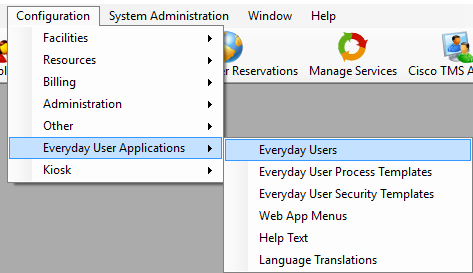 Configuration System Administration Window Help
Facilities
Resources
Billing
Administration
Other
Everyday User Applications
Kiosk
Reservations Manage Services Cisco TMS
Everyday Users
Everyday User Process Templates
Everyday User Security Templates
Web App Menus
Help Text
Language Translations